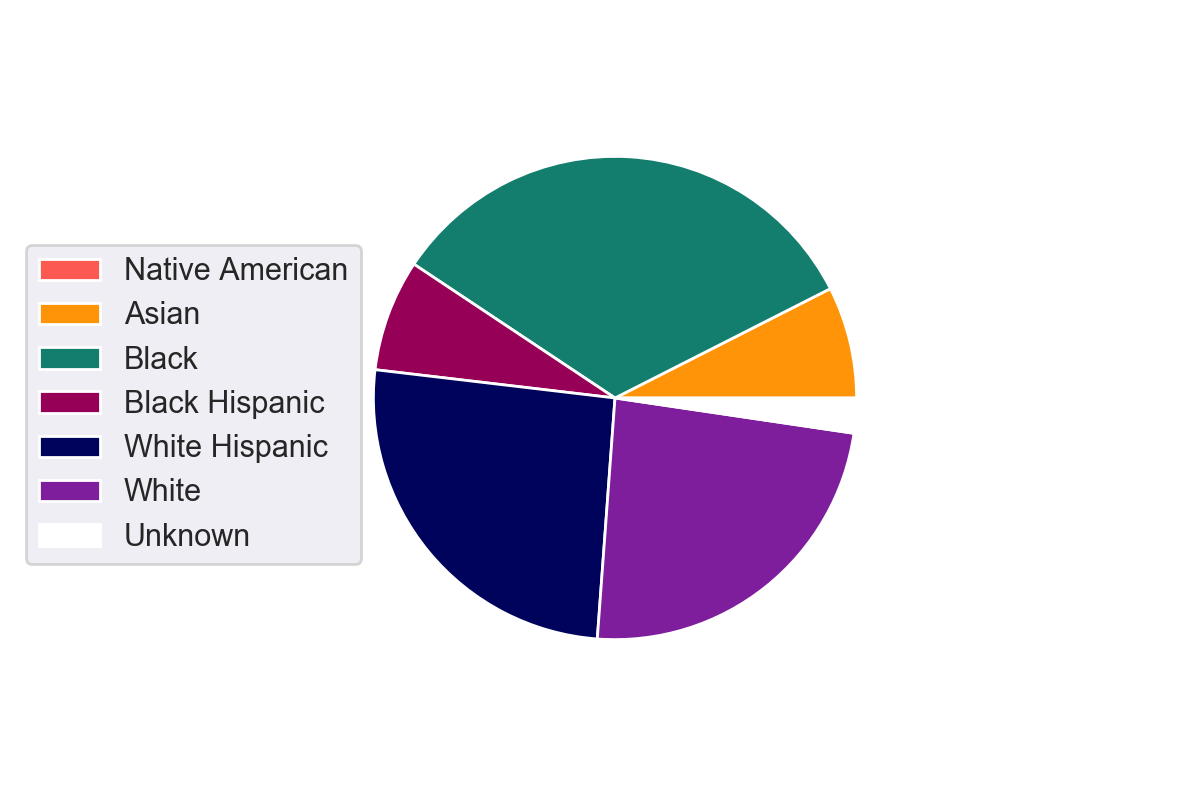 Native American
Asian
Black
Black Hispanic
White Hispanic
White
Unknown